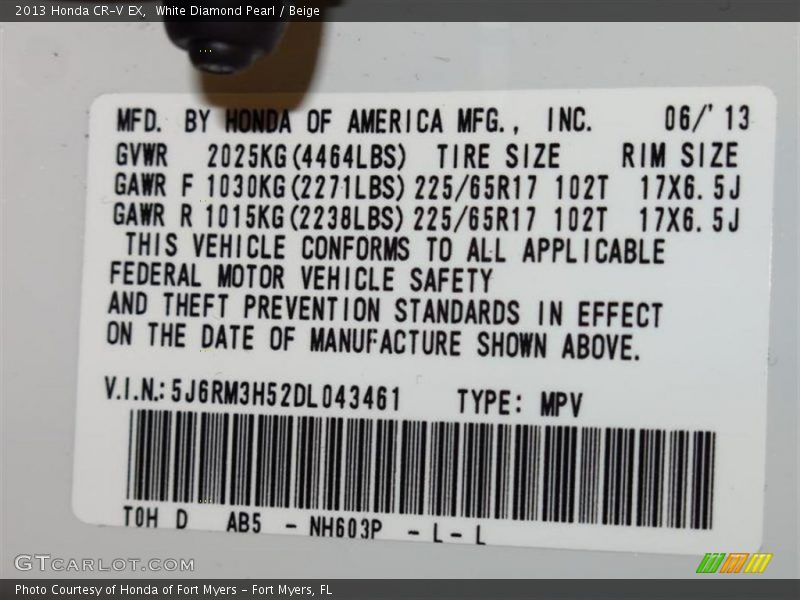 2013 Honda CR-V EX,  White Diamond Pearl / Beige
MFD. BY HONDA OF AMERICA MFG., INC. 06/'13
GVWR 2025KG(4464LBS) TIRE SIZE RIM SIZE
GAWR F 1030KG(2271LBS) 225/65R17 102T 17X6.5J
GAWR R 1015KG(2238LBS) 225/65R17 102T 17X6.5J
THIS VEHICLE CONFORMS TO ALL APPLICABLE
FEDERAL MOTOR VEHICLE SAFETY
AND THEFT PREVENTION STANDARDS IN EFFECT
ON THE DATE OF MANUFACTURE SHOWN ABOVE.
V.I.N.: 5J6RM3H52DL043461 TYPE: MPV
T0H D AB5 - NH603P - L - L
GTCARLOT.COM
Photo Courtesy of Honda of Fort Myers - Fort Myers, FL